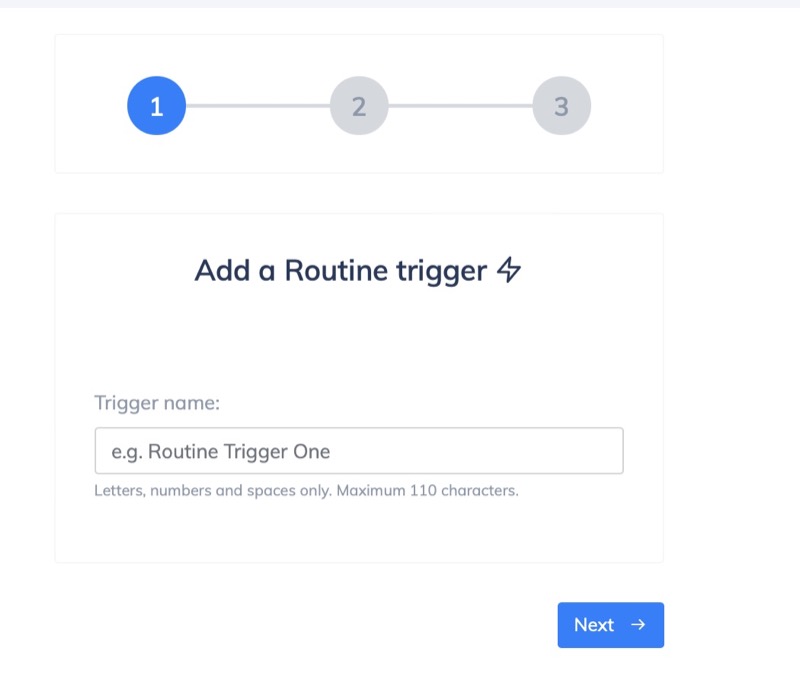 1 2 3
Add a Routine trigger
Trigger name:
e.g. Routine Trigger One
Letters, numbers and spaces only. Maximum 110 characters.
Next →